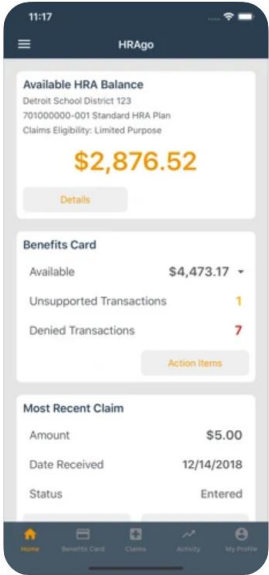 11:17
HRAgo
Available HRA Balance
Detroit School District 123
701000000-001 Standard HRA Plan
Claims Eligibility: Limited Purpose
$2,876.52
Details
Benefits Card
Available $4,473.17
Unsupported Transactions 1
Denied Transactions 7
Action Items
Most Recent Claim
Amount $5.00
Date Received 12/14/2018
Status Entered
Home Benefits Card Claims Activity My Profile